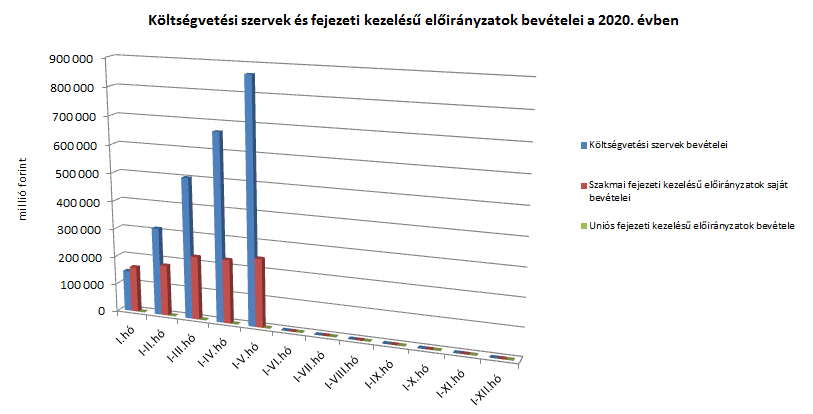 Költségvetési szervek és fejezeti kezelésű előirányzatok bevételei a 2020. évben
900 000
800 000
700 000
600 000
500 000
400 000
300 000
200 000
100 000
0
millió forint
I.hó
I-II.hó
I-III.hó
I-IV.hó
I-V.hó
I-VI.hó
I-VII.hó
I-VIII.hó
I-IX.hó
I-X.hó
I-XI.hó
I-XII.hó
Költségvetési szervek bevételei
Szakmai fejezeti kezelésű előirányzatok saját
bevételei
Uniós fejezeti kezelésű előirányzatok bevétele